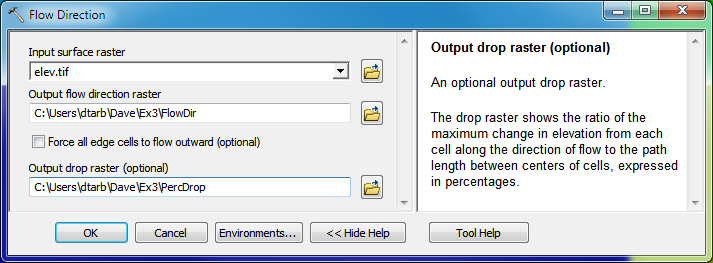 Flow Direction
Input surface raster
elev.tif
Output flow direction raster
C:\Users\dtarb\Dave\Ex3\FlowDir
Force all edge cells to flow outward (optional)
Output drop raster (optional)
C:\Users\dtarb\Dave\Ex3\PercDrop
Output drop raster (optional)
An optional output drop raster.
The drop raster shows the ratio of the
maximum change in elevation from each
cell along the direction of flow to the path
length between centers of cells, expressed
in percentages.
OK
Cancel
Environments...
<< Hide Help
Tool Help